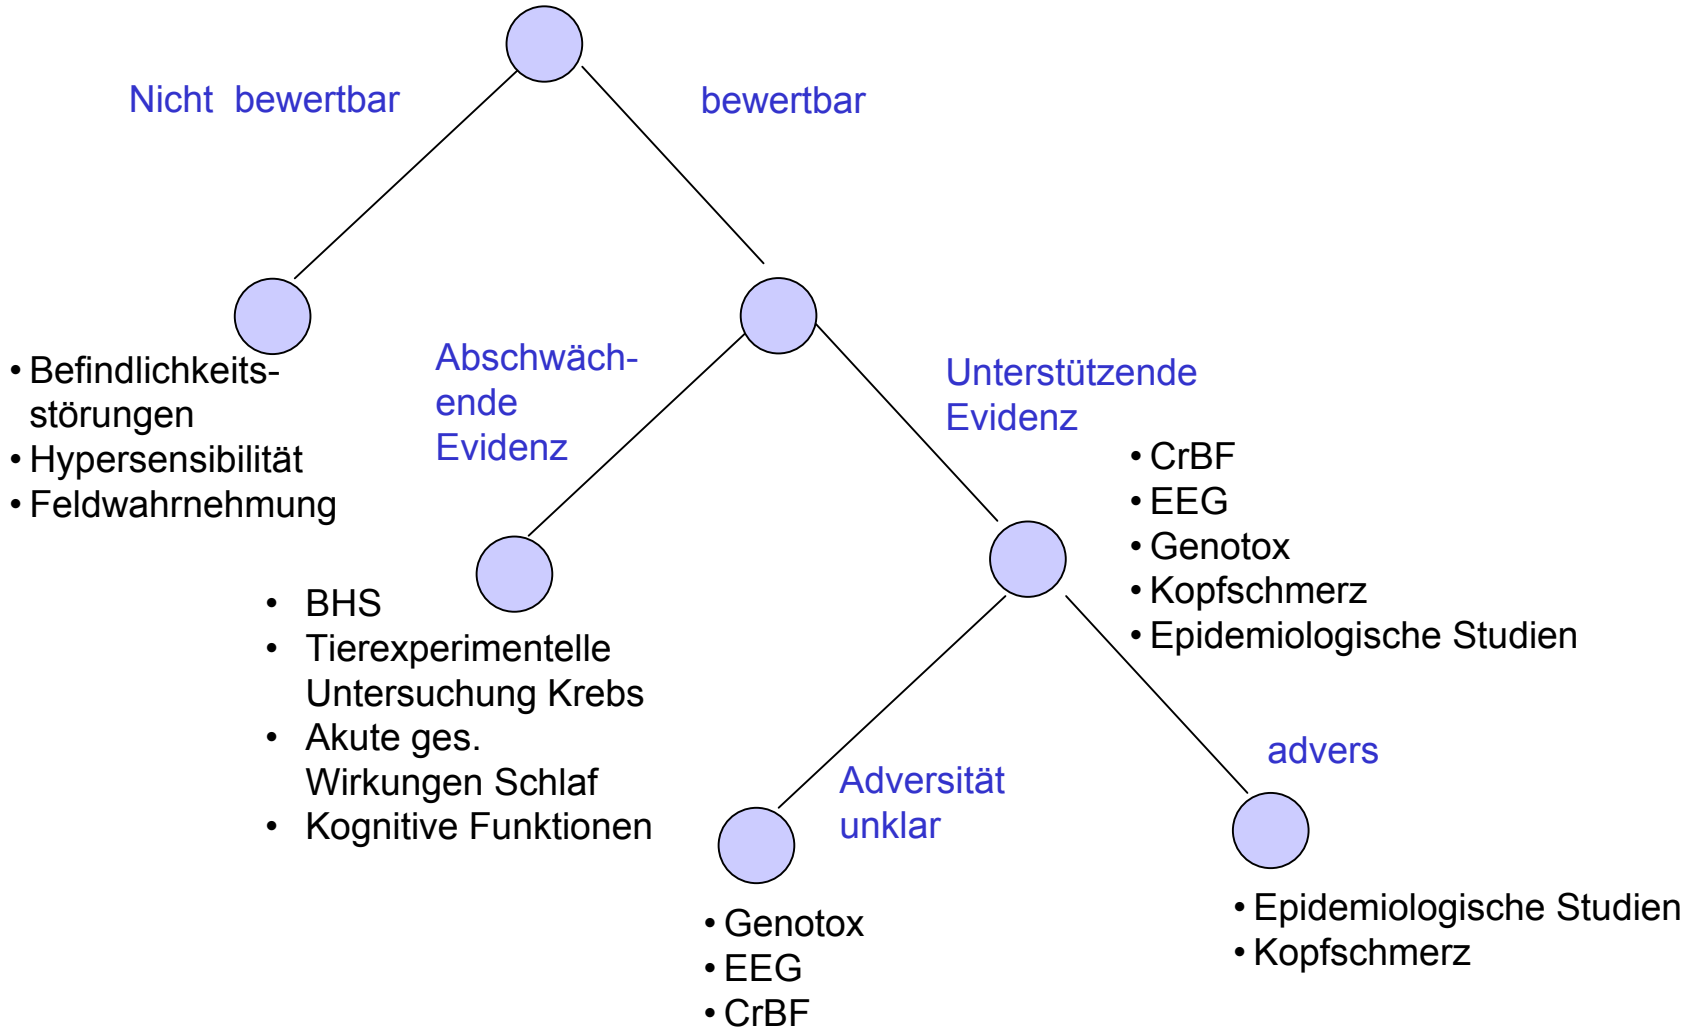 Nicht bewertbar
bewertbar
• Befindlichkeits-
störungen
• Hypersensibilität
• Feldwahrnehmung
Abschwäch-
ende
Evidenz
Unterstützende
Evidenz
• CrBF
• EEG
• Genotox
• Kopfschmerz
• Epidemiologische Studien
• BHS
• Tierexperimentelle
Untersuchung Krebs
• Akute ges.
Wirkungen Schlaf
• Kognitive Funktionen
Adversität
unklar
advers
• Genotox
• EEG
• CrBF
• Epidemiologische Studien
• Kopfschmerz